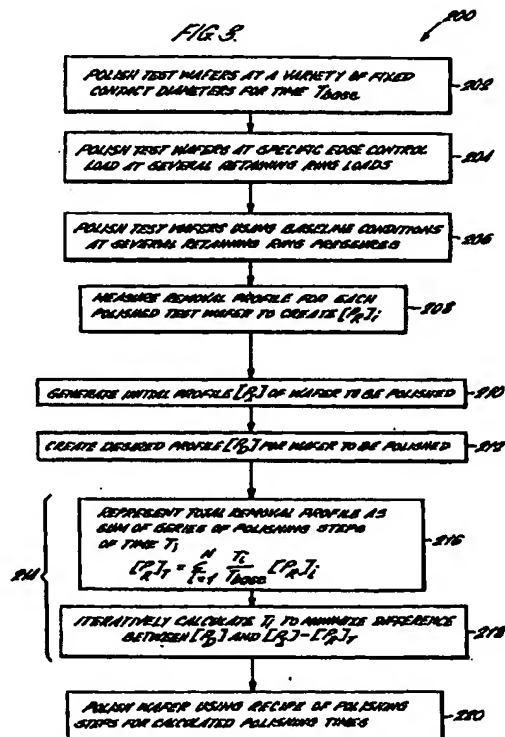 FIG. 3.
200
POLISH TEST WAFERS AT A VARIETY OF FIXED
CONTACT DIAMETERS FOR TIME Tbase
202
POLISH TEST WAFERS AT SPECIFIC EDGE CONTROL
LOAD AT SEVERAL RETAINING RING LOADS
204
POLISH TEST WAFERS USING BASELINE CONDITIONS
AT SEVERAL RETAINING RING PRESSURES
206
MEASURE REMOVAL PROFILE FOR EACH
POLISHED TEST WAFER TO CREATE [PR]i
208
GENERATE INITIAL PROFILE [PI] OF WAFER TO BE POLISHED
210
CREATE DESIRED PROFILE [PD] FOR WAFER TO BE POLISHED
212
214
REPRESENT TOTAL REMOVAL PROFILE AS
SUM OF SERIES OF POLISHING STEPS
OF TIME Ti
[PR]T = Σ i=1 N Ti/Tbase [PR]i
216
ITERATIVELY CALCULATE Ti TO MINIMIZE DIFFERENCE
BETWEEN [PD] AND [PI] - [PR]T
218
POLISH WAFER USING RECIPE OF POLISHING
STEPS FOR CALCULATED POLISHING TIMES
220